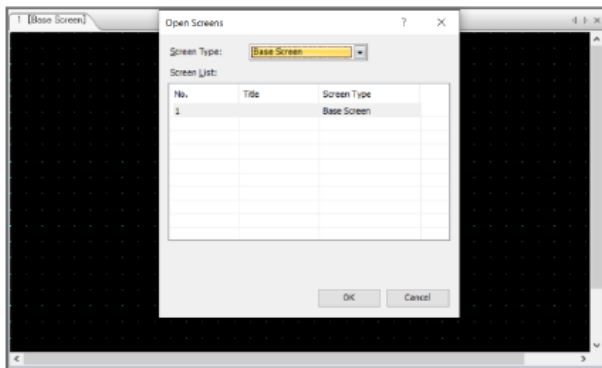 1 [Base Screen]
Open Screens
Screen Type: Base Screen
Screen List:
No. Title Screen Type
1 Base Screen
OK Cancel